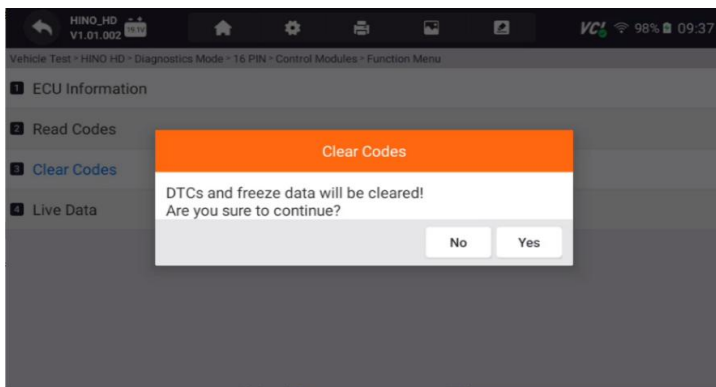 HINO_HD
V1.01.002
VCI 98% 09:37
Vehicle Test > HINO HD > Diagnostics Mode > 16 PIN > Control Modules > Function Menu
1 ECU Information
2 Read Codes
3 Clear Codes
4 Live Data
Clear Codes
DTCs and freeze data will be cleared!
Are you sure to continue?
No Yes